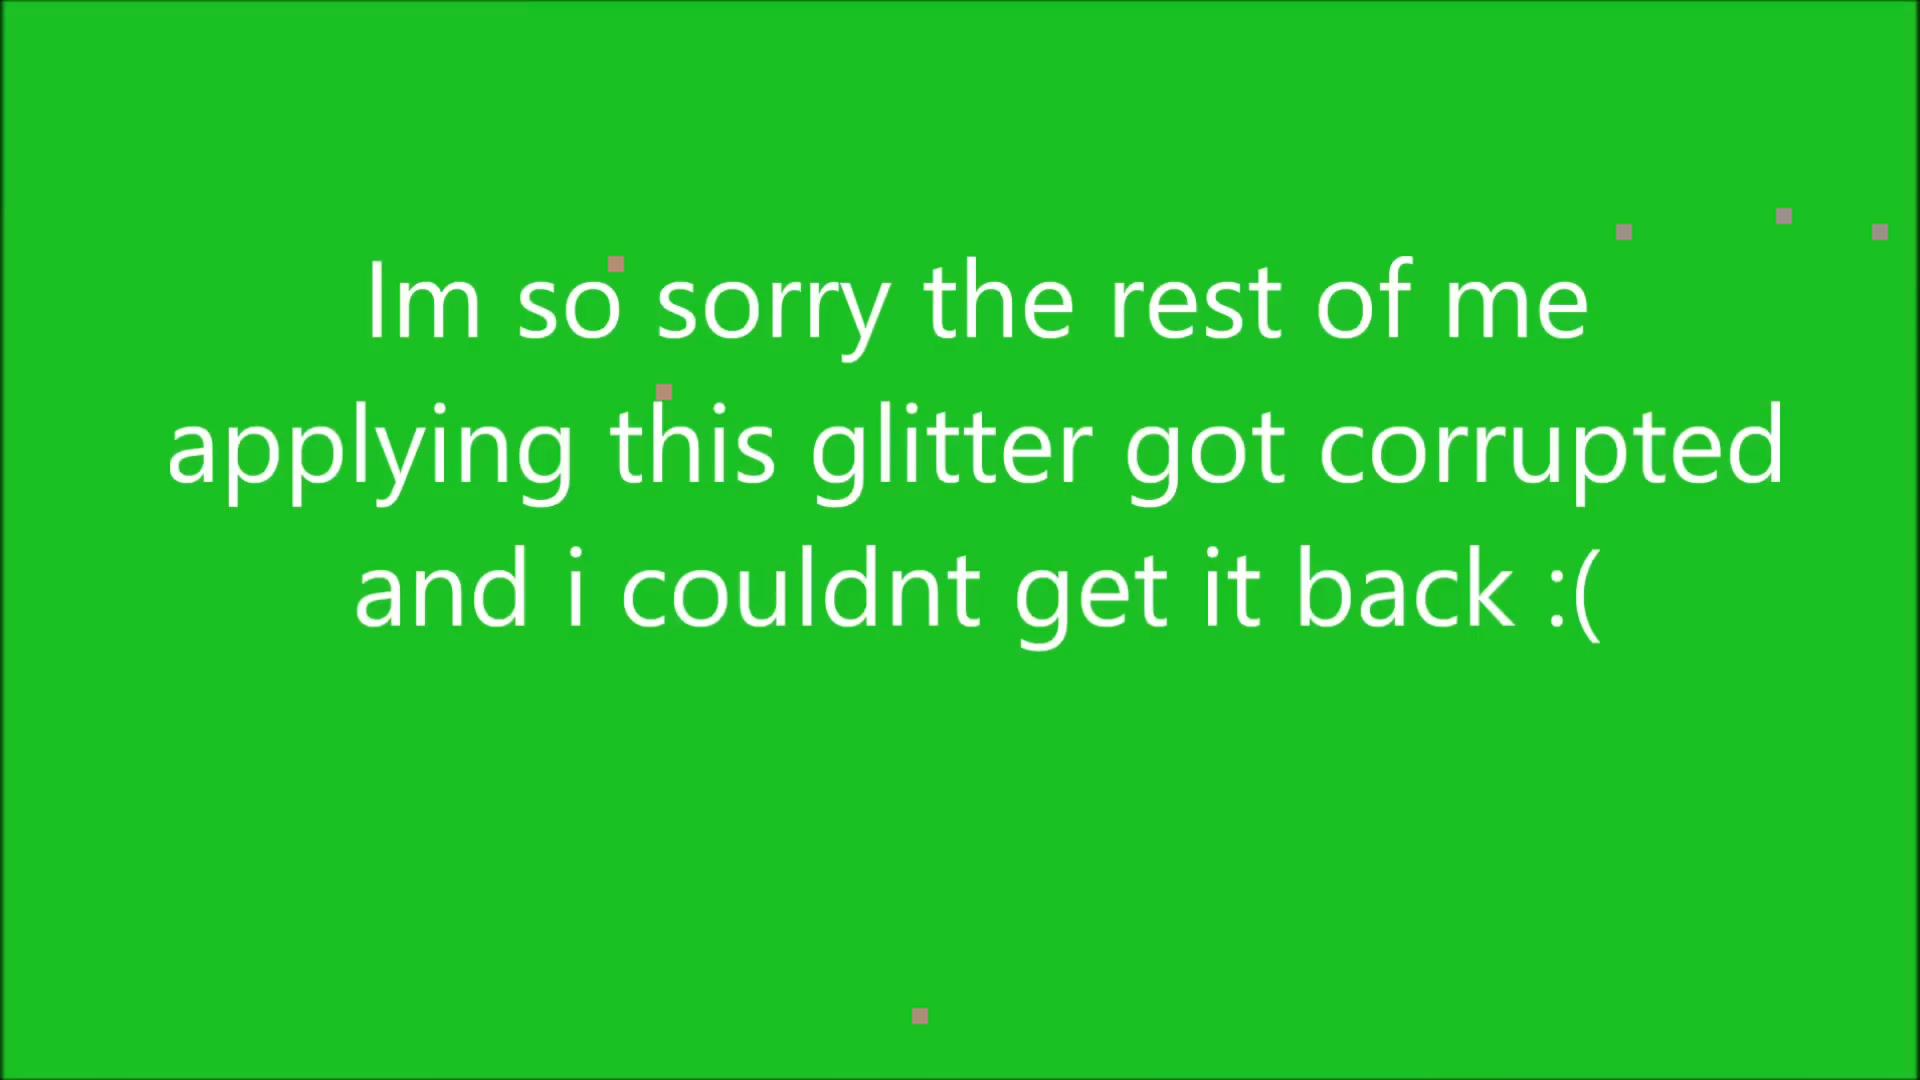 Im so sorry the rest of me
applying this glitter got corrupted
and i couldnt get it back :(